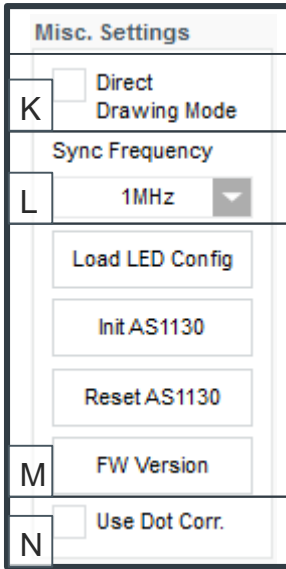 Misc. Settings
Direct
K Drawing Mode
Sync Frequency
L 1MHz
Load LED Config
Init AS1130
Reset AS1130
M FW Version
Use Dot Corr.
N